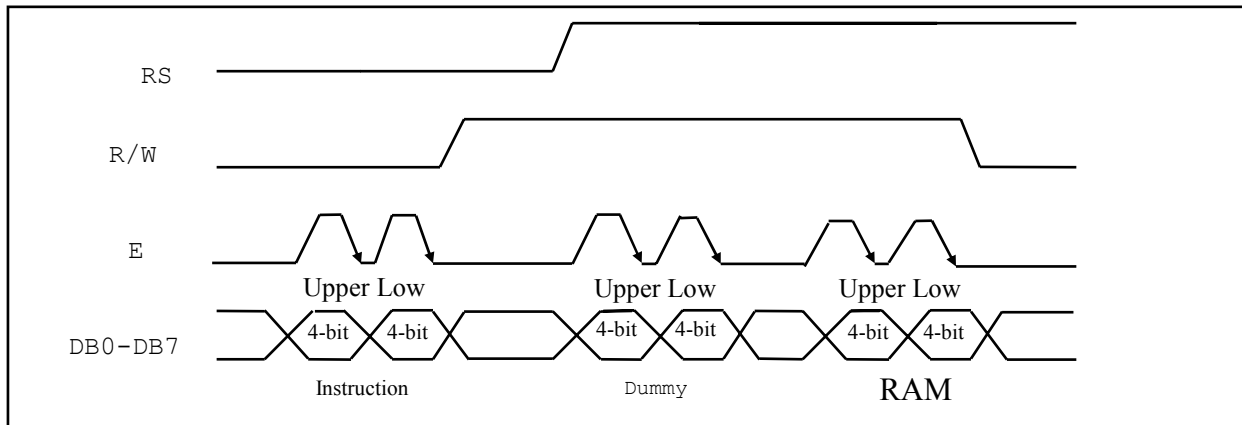 RS
R/W
E
Upper Low Upper Low Upper Low
DB0-DB7 4-bit 4-bit 4-bit 4-bit 4-bit 4-bit
Instruction Dummy RAM